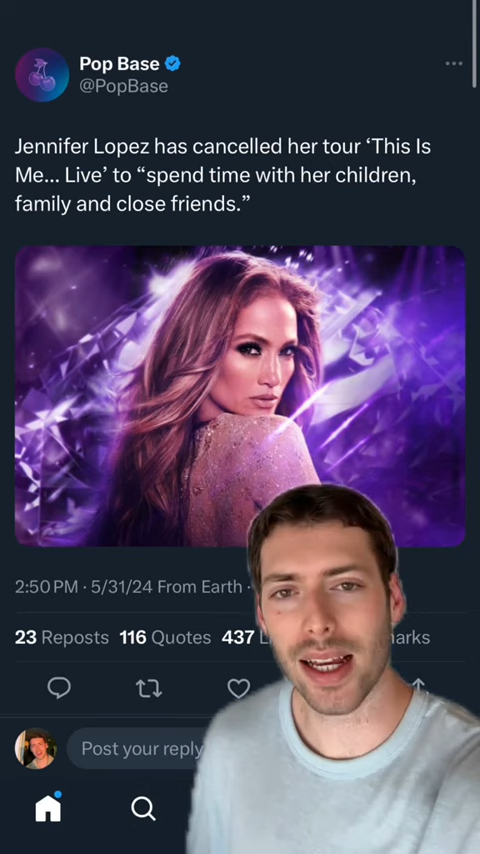 Pop Base
@PopBase
Jennifer Lopez has cancelled her tour ‘This Is
Me... Live’ to “spend time with her children,
family and close friends.”
2:50 PM · 5/31/24 From Earth ·
23 Reposts 116 Quotes 437
Post your reply